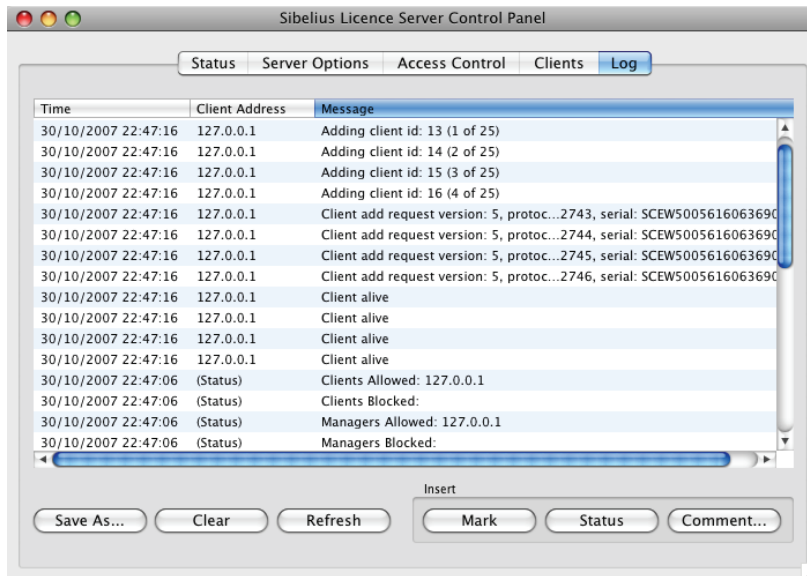 Sibelius Licence Server Control Panel
Status Server Options Access Control Clients Log
Time Client Address Message
30/10/2007 22:47:16 127.0.0.1 Adding client id: 13 (1 of 25)
30/10/2007 22:47:16 127.0.0.1 Adding client id: 14 (2 of 25)
30/10/2007 22:47:16 127.0.0.1 Adding client id: 15 (3 of 25)
30/10/2007 22:47:16 127.0.0.1 Adding client id: 16 (4 of 25)
30/10/2007 22:47:16 127.0.0.1 Client add request version: 5, protoc...2743, serial: SCEW5005616063690
30/10/2007 22:47:16 127.0.0.1 Client add request version: 5, protoc...2744, serial: SCEW5005616063690
30/10/2007 22:47:16 127.0.0.1 Client add request version: 5, protoc...2745, serial: SCEW5005616063690
30/10/2007 22:47:16 127.0.0.1 Client add request version: 5, protoc...2746, serial: SCEW5005616063690
30/10/2007 22:47:16 127.0.0.1 Client alive
30/10/2007 22:47:16 127.0.0.1 Client alive
30/10/2007 22:47:16 127.0.0.1 Client alive
30/10/2007 22:47:16 127.0.0.1 Client alive
30/10/2007 22:47:06 (Status) Clients Allowed: 127.0.0.1
30/10/2007 22:47:06 (Status) Clients Blocked:
30/10/2007 22:47:06 (Status) Managers Allowed: 127.0.0.1
30/10/2007 22:47:06 (Status) Managers Blocked:
Insert
Save As... Clear Refresh Mark Status Comment...